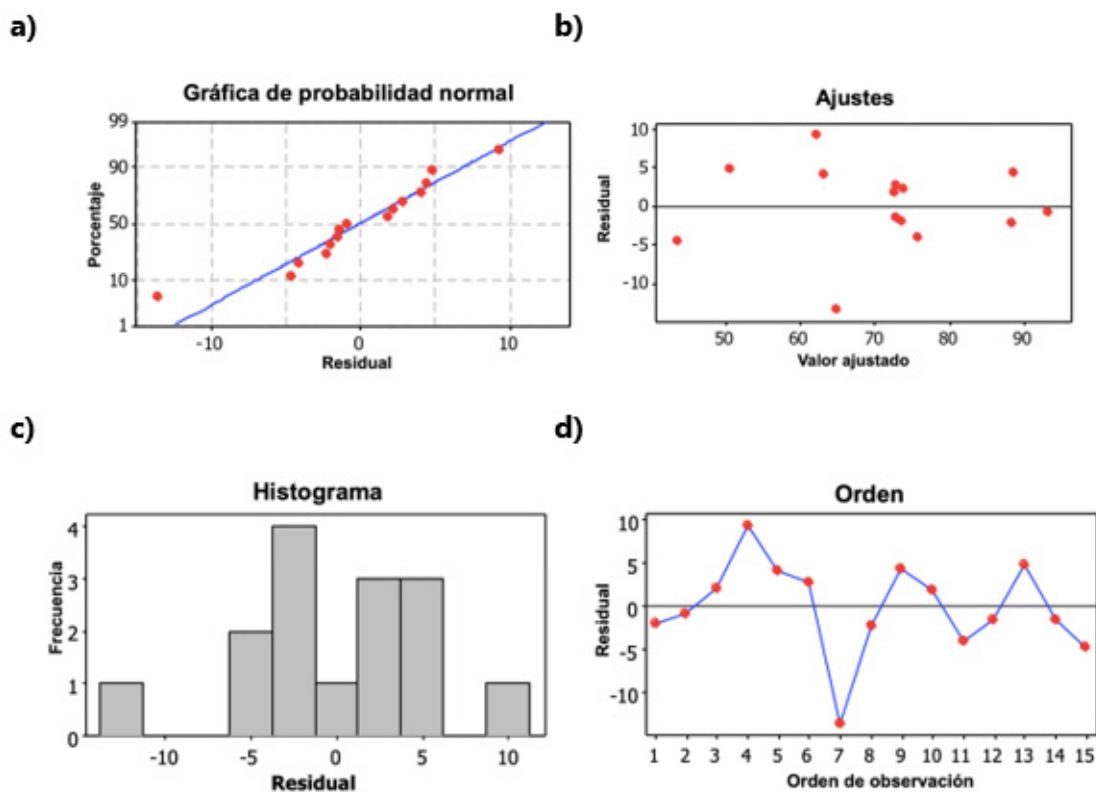 a)
Gráfica de probabilidad normal
99
90
50
10
1
Porcentaje
-10
0
10
Residual
b)
Ajustes
10
5
0
-5
-10
Residual
50
60
70
80
90
Valor ajustado
c)
Histograma
4
3
2
1
0
Frecuencia
-10
-5
0
5
10
Residual
d)
Orden
10
5
0
-5
-10
Residual
1 2 3 4 5 6 7 8 9 10 11 12 13 14 15
Orden de observación